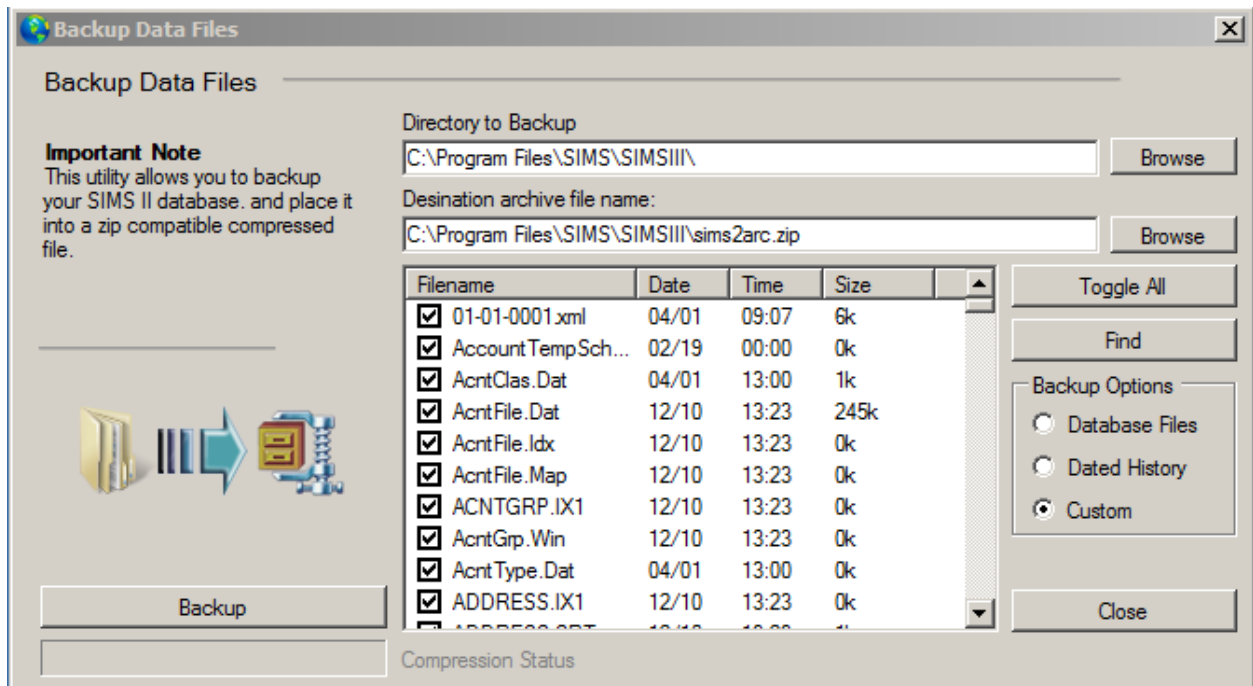 Backup Data Files
Backup Data Files
Important Note
This utility allows you to backup
your SIMS II database. and place it
into a zip compatible compressed
file.
Directory to Backup
C:\Program Files\SIMS\SIMSIII\
Browse
Desination archive file name:
C:\Program Files\SIMS\SIMSIII\sims2arc.zip
Browse
Filename Date Time Size
01-01-0001.xml 04/01 09:07 6k
AccountTempSch... 02/19 00:00 0k
AcntClas.Dat 04/01 13:00 1k
AcntFile.Dat 12/10 13:23 245k
AcntFile.Idx 12/10 13:23 0k
AcntFile.Map 12/10 13:23 0k
ACNTGRP.IX1 12/10 13:23 0k
AcntGrp.Win 12/10 13:23 0k
AcntType.Dat 04/01 13:00 0k
ADDRESS.IX1 12/10 13:23 0k
Toggle All
Find
Backup Options
Database Files
Dated History
Custom
Backup
Close
Compression Status